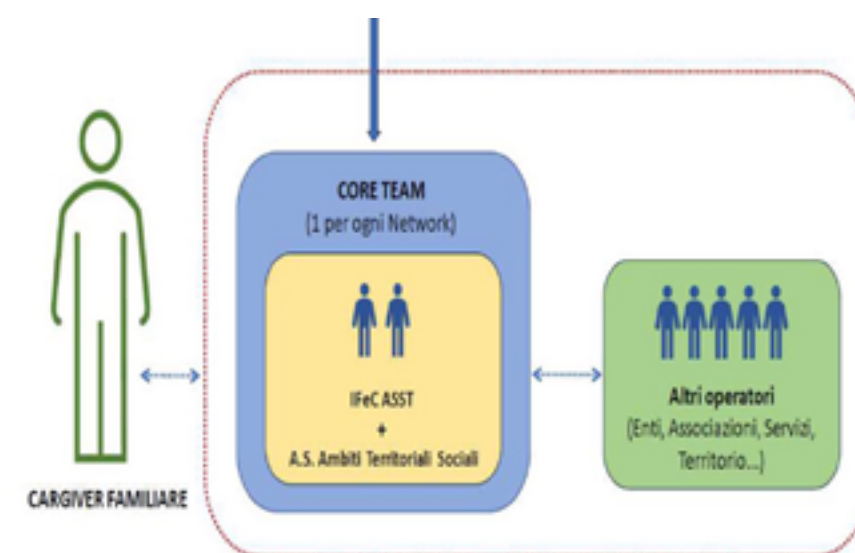 CORE TEAM
(1 per ogni Network)
IFeC ASST
+
A.S. Ambiti Territoriali Sociali
Altri operatori
(Enti, Associazioni, Servizi,
Territorio...)
CARGIVER FAMILIARE